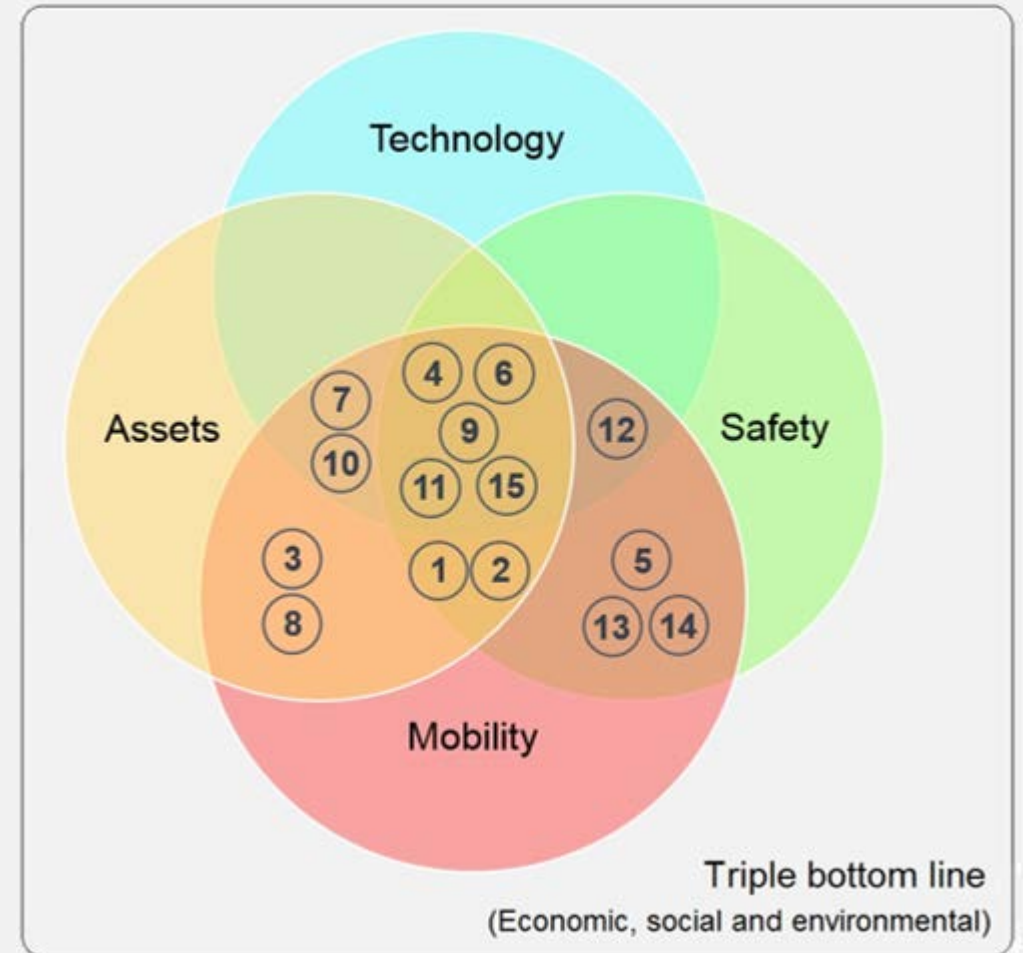 Technology
4 6
7
9
12
Assets
Safety
10
11 15
3
1 2
5
8
13 14
Mobility
Triple bottom line
(Economic, social and environmental)